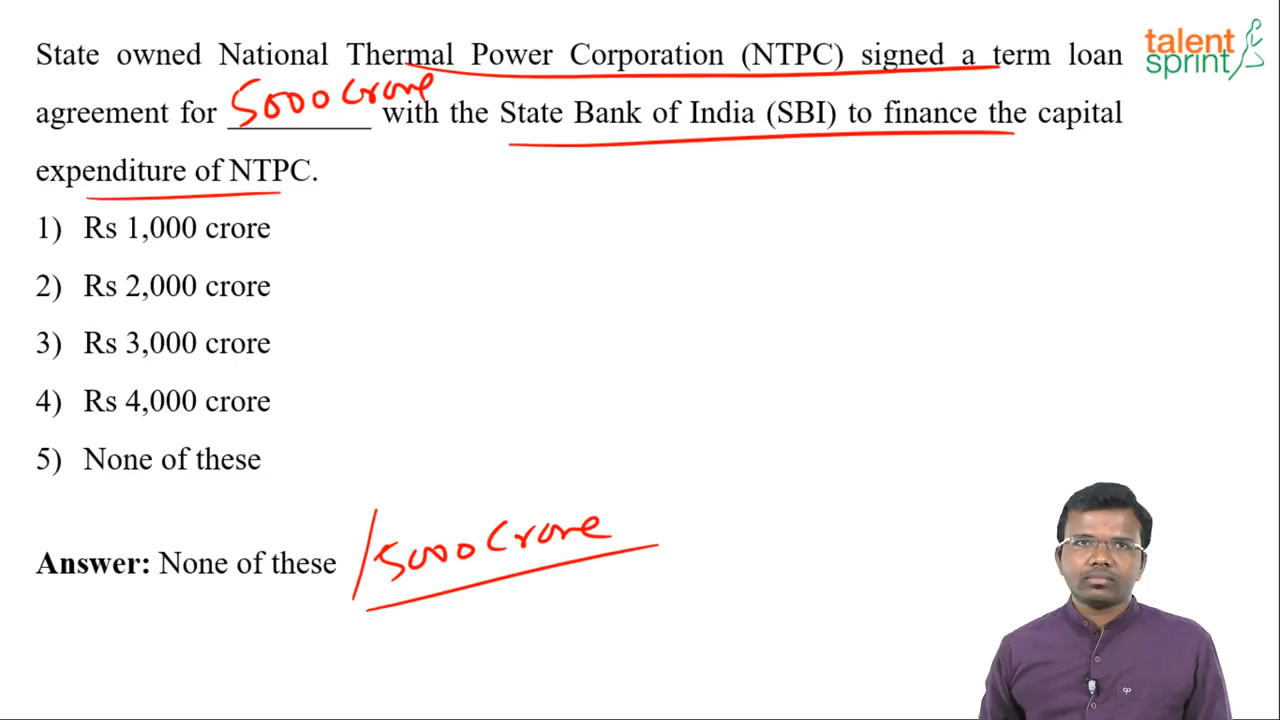 talent
sprint
State owned National Thermal Power Corporation (NTPC) signed a term loan
5000 Crore
agreement for __________ with the State Bank of India (SBI) to finance the capital
expenditure of NTPC.
1) Rs 1,000 crore
2) Rs 2,000 crore
3) Rs 3,000 crore
4) Rs 4,000 crore
5) None of these
Answer: None of these / 5000 Crore